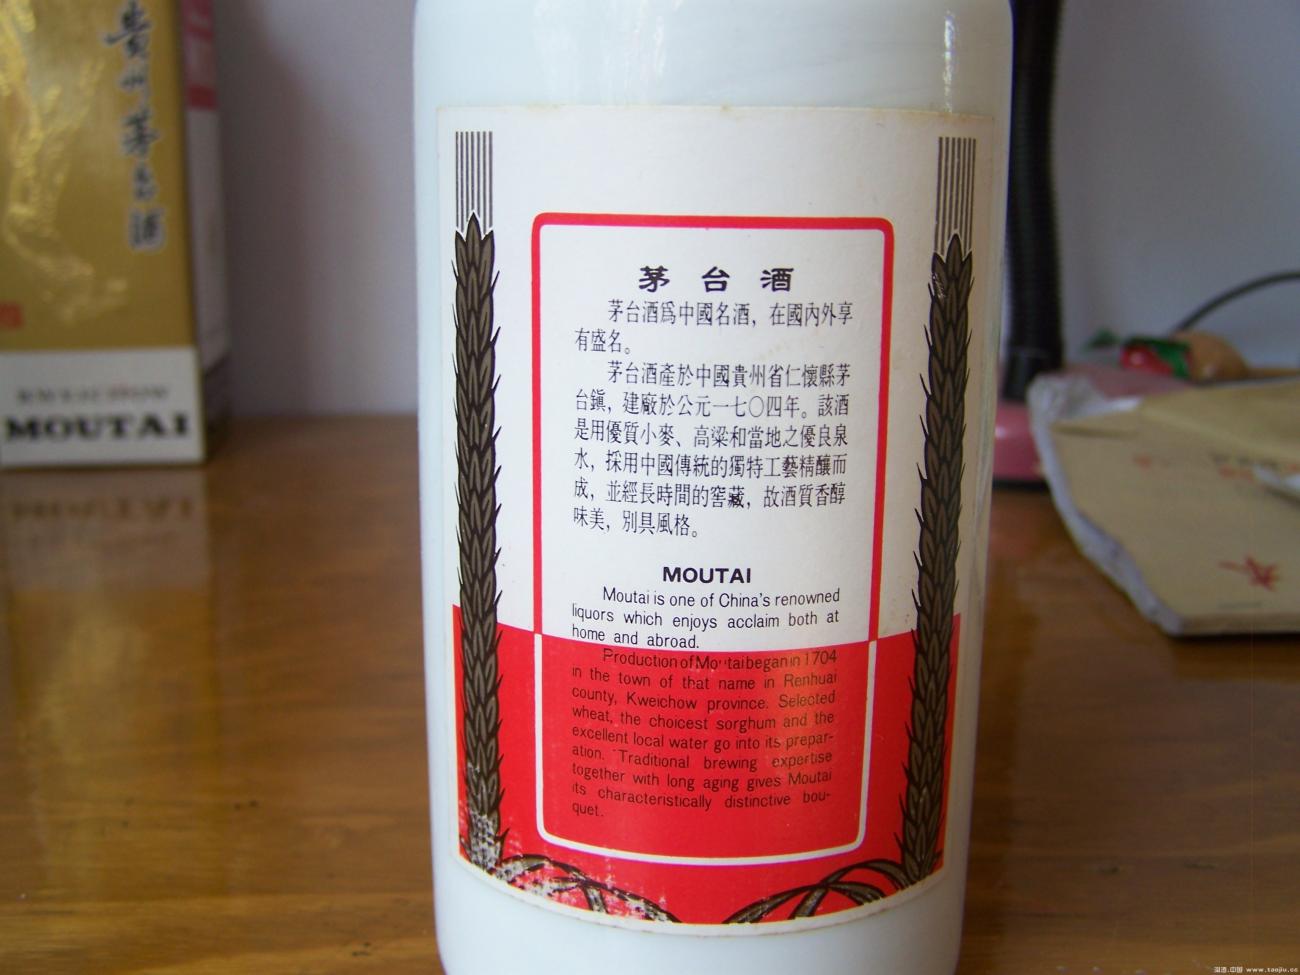 貴州茅台酒
MOUTAI
茅台酒
茅台酒爲中國名酒，在國內外享
有盛名。
茅台酒產於中國貴州省仁懷縣茅
台鎭，建廠於公元一七〇四年。該酒
是用優質小麥、高粱和當地之優良泉
水，採用中國傳統的獨特工藝精釀而
成，並經長時間的窖藏，故酒質香醇
味美，別具風格。
MOUTAI
Moutai is one of China's renowned
liquors which enjoys acclaim both at
home and abroad.
Production of Moutai began in 1704
in the town of that name in Renhuai
county, Kweichow province. Selected
wheat, the choicest sorghum and the
excellent local water go into its prepar-
ation. Traditional brewing expertise
together with long aging gives Moutai
its characteristically distinctive bou-
quet.
www.taojiu.cc